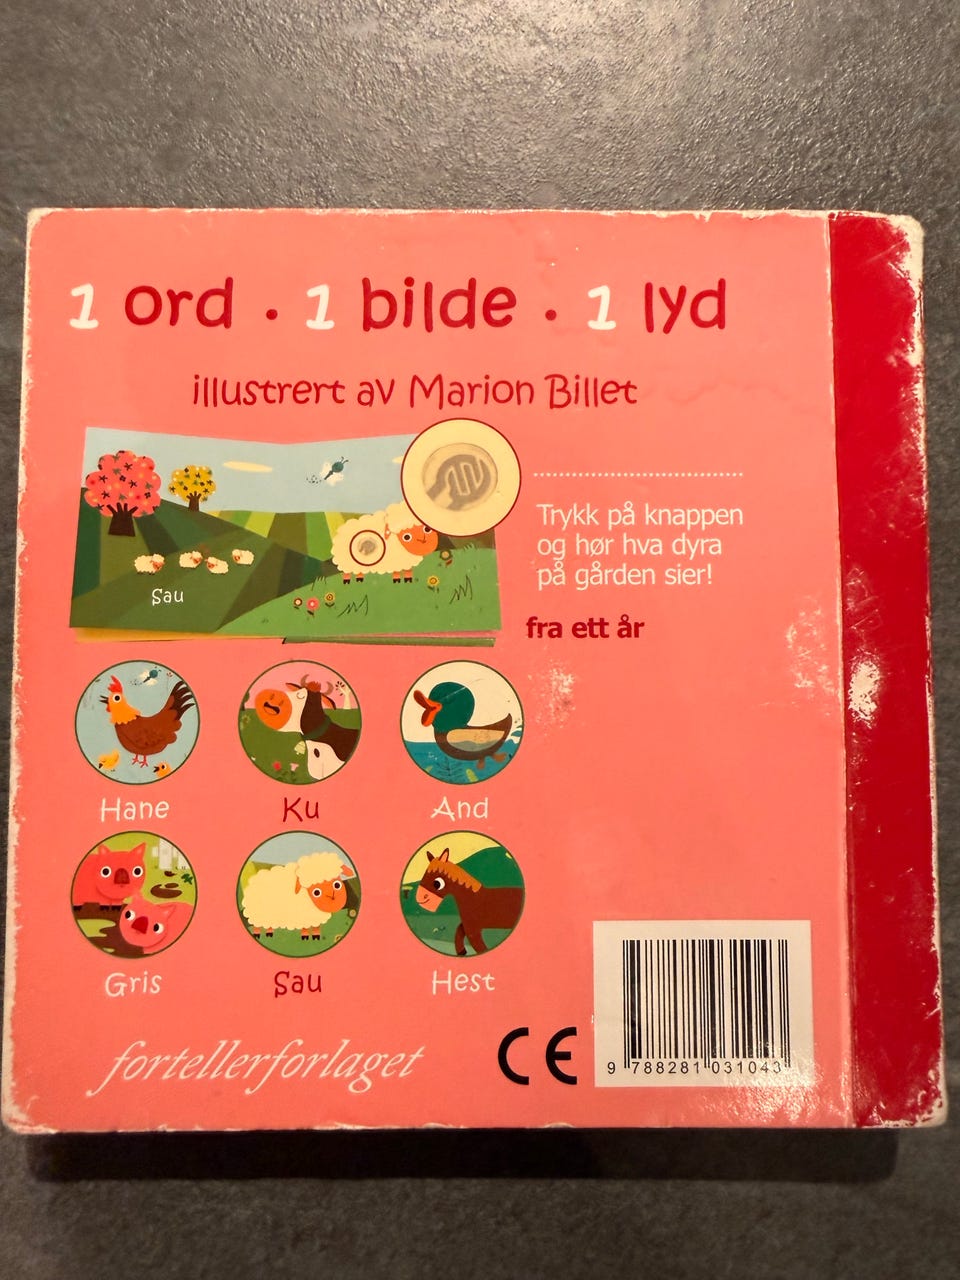 1 ord • 1 bilde • 1 lyd
illustrert av Marion Billet
Sau
Trykk på knappen
og hør hva dyra
på gården sier!
fra ett år
Hane Ku And
Gris Sau Hest
fortellerforlaget
CE
9 788281 031043